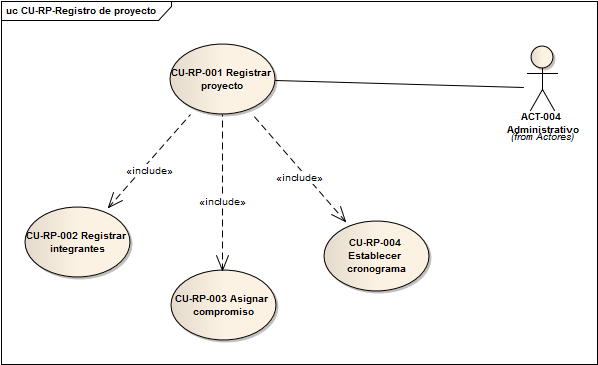 uc CU-RP-Registro de proyecto
CU-RP-001 Registrar
proyecto
ACT-004
Administrativo
(from Actores)
«include»
«include»
«include»
CU-RP-002 Registrar
integrantes
CU-RP-004
Establecer
cronograma
CU-RP-003 Asignar
compromiso